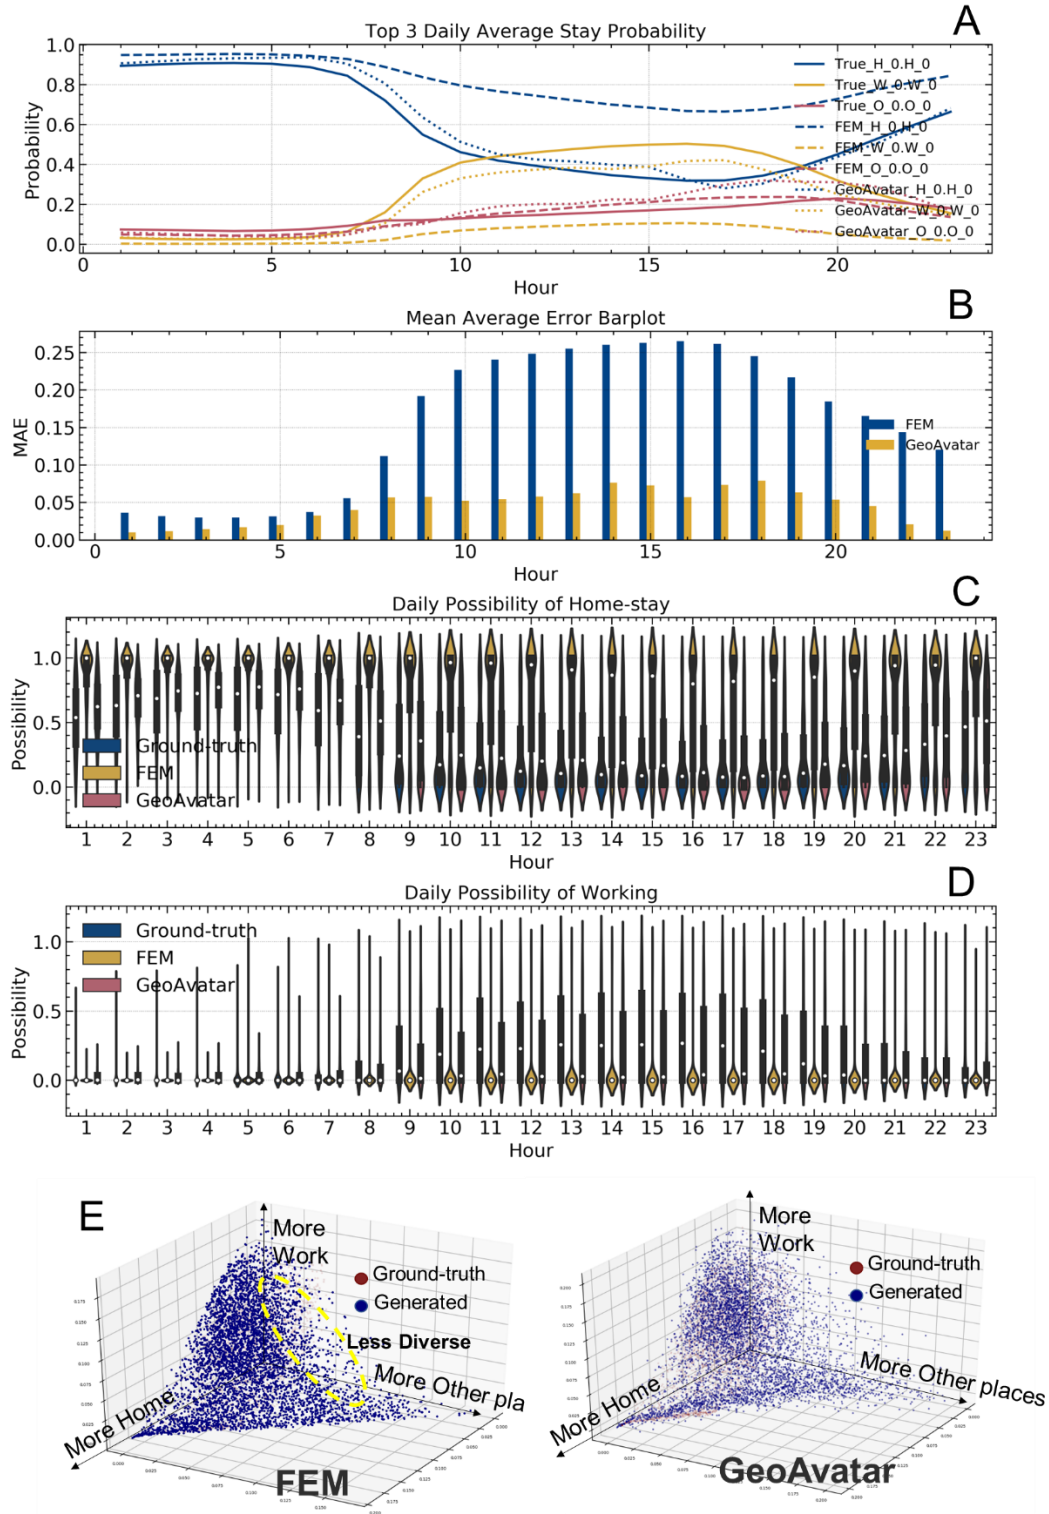 A
Top 3 Daily Average Stay Probability
Probability
1.0
0.8
0.6
0.4
0.2
0.0
True_H_0.H_0
True_W_0.W_0
True_O_0.O_0
FEM_H_0.H_0
FEM_W_0.W_0
FEM_O_0.O_0
GeoAvatar_H_0.H_0
GeoAvatar_W_0.W_0
GeoAvatar_O_0.O_0
0 5 10 15 20
Hour
B
Mean Average Error Barplot
MAE
0.25
0.20
0.15
0.10
0.05
0.00
FEM
GeoAvatar
0 5 10 15 20
Hour
C
Daily Possibility of Home-stay
Possibility
1.0
0.5
0.0
Ground-truth
FEM
GeoAvatar
1 2 3 4 5 6 7 8 9 10 11 12 13 14 15 16 17 18 19 20 21 22 23
Hour
D
Daily Possibility of Working
Possibility
1.0
0.5
0.0
Ground-truth
FEM
GeoAvatar
1 2 3 4 5 6 7 8 9 10 11 12 13 14 15 16 17 18 19 20 21 22 23
Hour
E
More
Work
Ground-truth
Generated
Less Diverse
More Other pla
More Home
FEM
More
Work
Ground-truth
Generated
More Other places
More Home
GeoAvatar